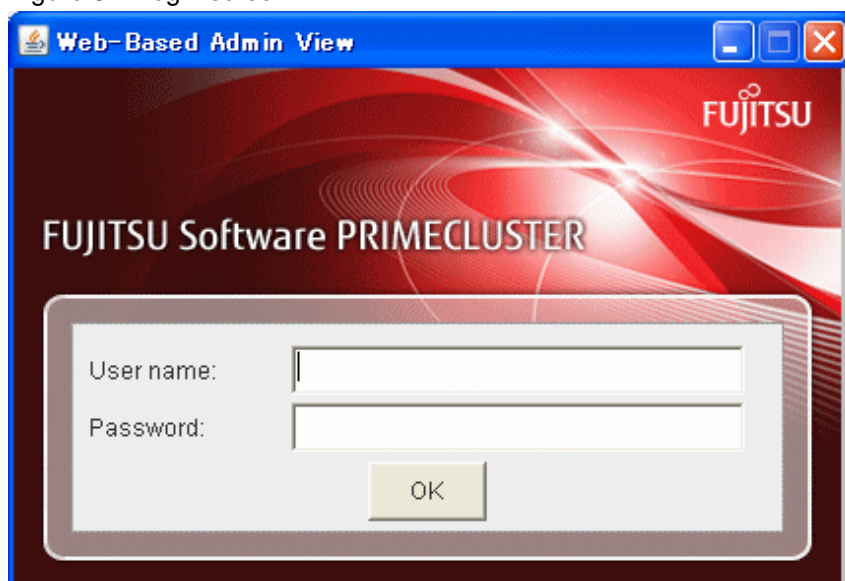 Web-Based Admin View
FUJITSU
FUJITSU Software PRIMECLUSTER
User name:
Password:
OK